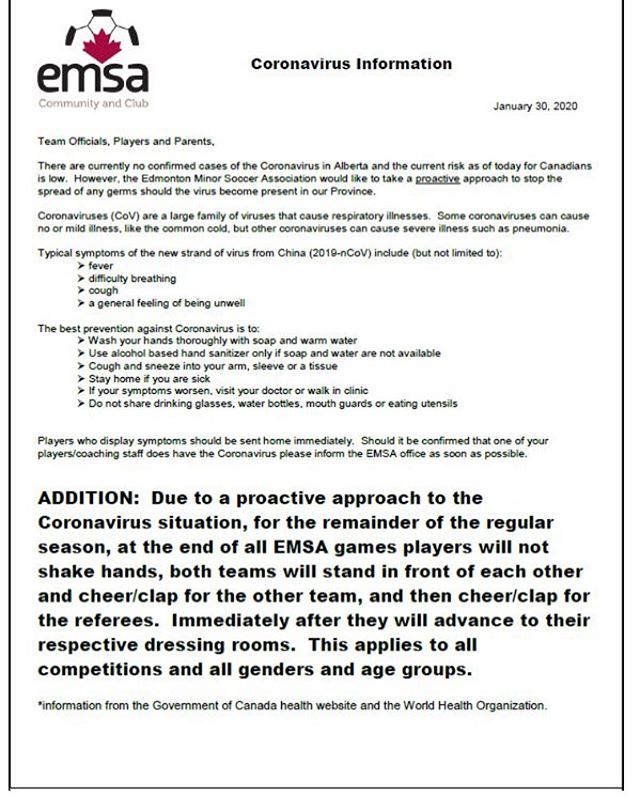 emsa
Community and Club
Coronavirus Information
January 30, 2020
Team Officials, Players and Parents,
There are currently no confirmed cases of the Coronavirus in Alberta and the current risk as of today for Canadians
is low. However, the Edmonton Minor Soccer Association would like to take a proactive approach to stop the
spread of any germs should the virus become present in our Province.
Coronaviruses (CoV) are a large family of viruses that cause respiratory illnesses. Some coronaviruses can cause
no or mild illness, like the common cold, but other coronaviruses can cause severe illness such as pneumonia.
Typical symptoms of the new strand of virus from China (2019-nCoV) include (but not limited to):
➤ fever
➤ difficulty breathing
➤ cough
➤ a general feeling of being unwell
The best prevention against Coronavirus is to:
➤ Wash your hands thoroughly with soap and warm water
➤ Use alcohol based hand sanitizer only if soap and water are not available
➤ Cough and sneeze into your arm, sleeve or a tissue
➤ Stay home if you are sick
➤ If your symptoms worsen, visit your doctor or walk in clinic
➤ Do not share drinking glasses, water bottles, mouth guards or eating utensils
Players who display symptoms should be sent home immediately. Should it be confirmed that one of your
players/coaching staff does have the Coronavirus please inform the EMSA office as soon as possible.
ADDITION: Due to a proactive approach to the
Coronavirus situation, for the remainder of the regular
season, at the end of all EMSA games players will not
shake hands, both teams will stand in front of each other
and cheer/clap for the other team, and then cheer/clap for
the referees. Immediately after they will advance to their
respective dressing rooms. This applies to all
competitions and all genders and age groups.
*information from the Government of Canada health website and the World Health Organization.